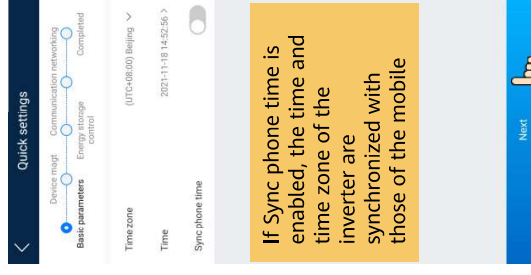 Quick settings
Device magt
Communication networking
Basic parameters
Energy storage
control
Completed
Time zone
(UTC+08:00) Beijing
Time
2021-11-18 14:52:56 >
Sync phone time
If Sync phone time is
enabled, the time and
time zone of the
inverter are
synchronized with
those of the mobile
Next